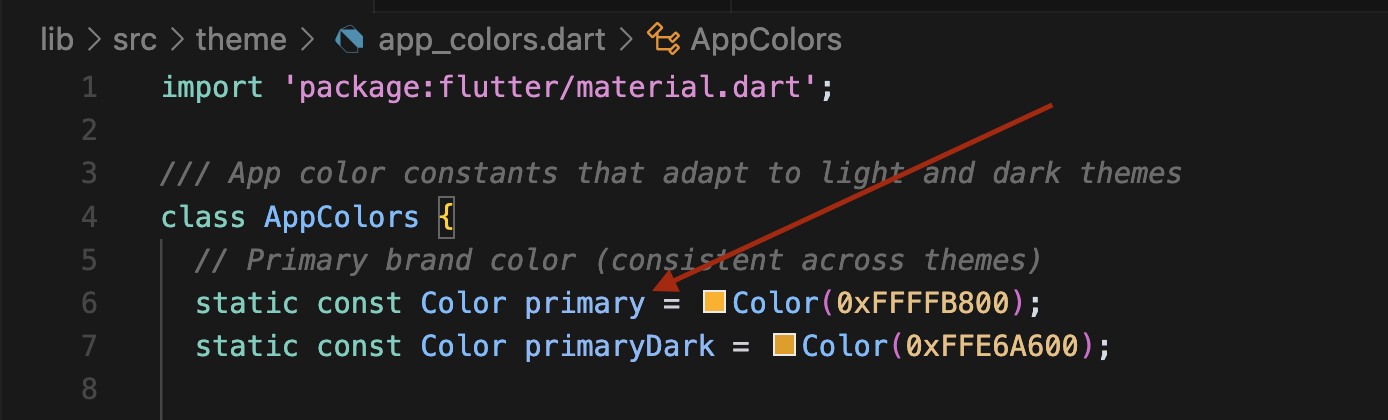 lib > src > theme > app_colors.dart > AppColors
1 import 'package:flutter/material.dart';
2
3 /// App color constants that adapt to light and dark themes
4 class AppColors {
5 // Primary brand color (consistent across themes)
6 static const Color primary = Color(0xFFFFB800);
7 static const Color primaryDark = Color(0xFFE6A600);
8